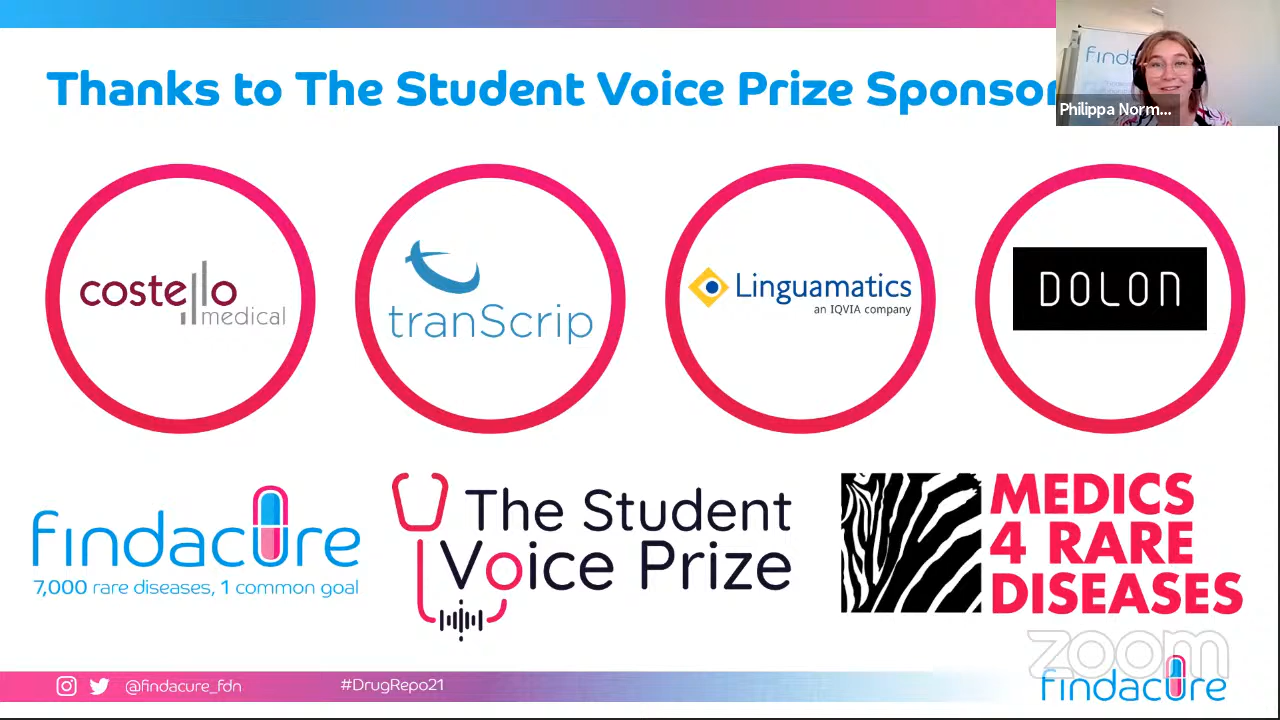 Thanks to The Student Voice Prize Sponsor
finda
Philippa Norm...
costello
medical
tranScrip
Linguamatics
an IQVIA company
DOLON
findacure
7,000 rare diseases, 1 common goal
The Student
Voice Prize
MEDICS
4 RARE
DISEASES
zoom
@findacure_fdn
#DrugRepo21
findacure